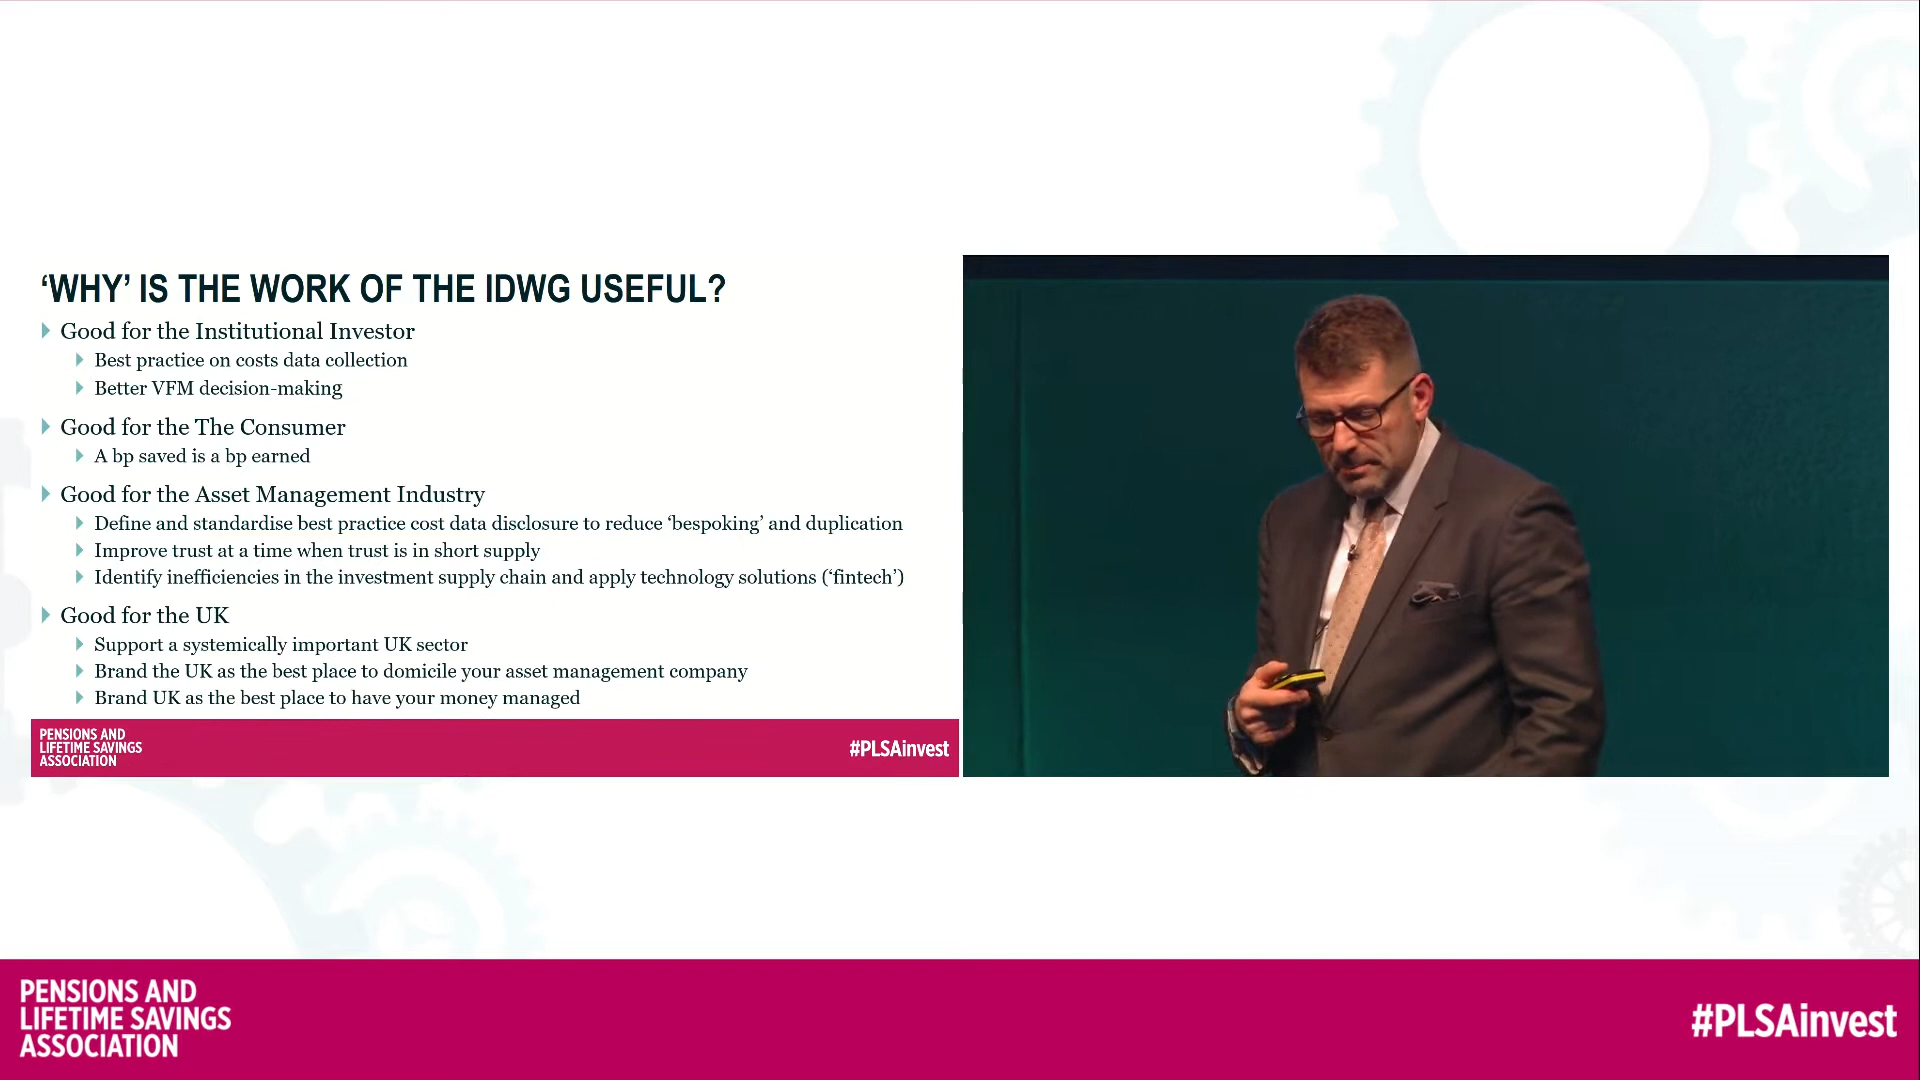 ‘WHY’ IS THE WORK OF THE IDWG USEFUL?
Good for the Institutional Investor
Best practice on costs data collection
Better VFM decision-making
Good for the The Consumer
A bp saved is a bp earned
Good for the Asset Management Industry
Define and standardise best practice cost data disclosure to reduce ‘bespoking’ and duplication
Improve trust at a time when trust is in short supply
Identify inefficiencies in the investment supply chain and apply technology solutions (‘fintech’)
Good for the UK
Support a systemically important UK sector
Brand the UK as the best place to domicile your asset management company
Brand UK as the best place to have your money managed
PENSIONS AND
LIFETIME SAVINGS
ASSOCIATION
#PLSAinvest
PENSIONS AND
LIFETIME SAVINGS
ASSOCIATION
#PLSAinvest